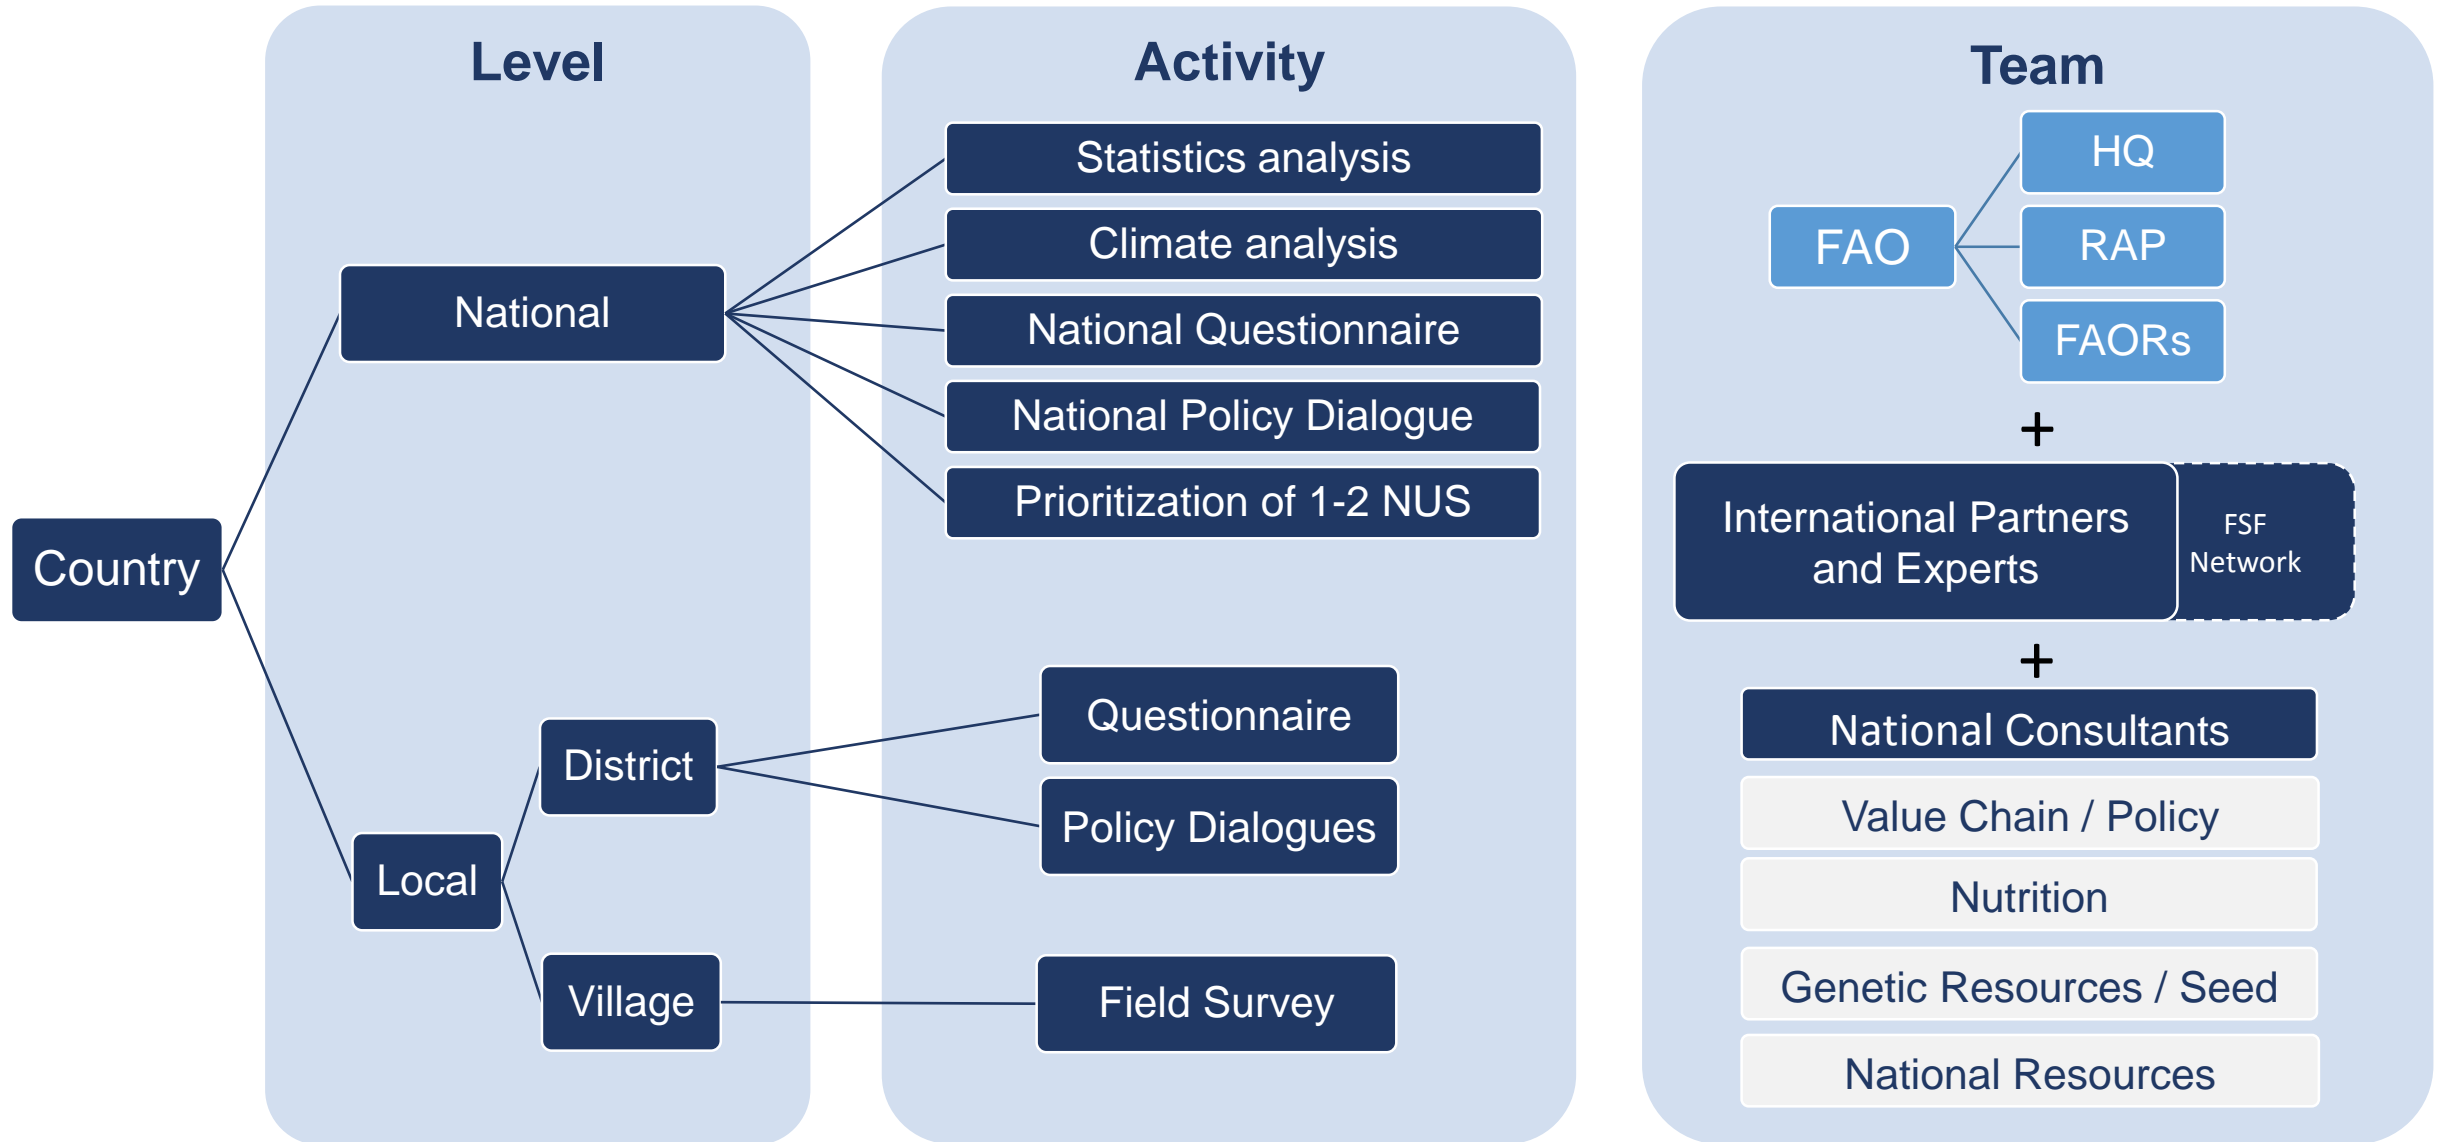 Level
Activity
Team
Country
National
Local
District
Village
Statistics analysis
Climate analysis
National Questionnaire
National Policy Dialogue
Prioritization of 1-2 NUS
Questionnaire
Policy Dialogues
Field Survey
FAO
HQ
RAP
FAORs
+
International Partners
and Experts
FSF
Network
+
National Consultants
Value Chain / Policy
Nutrition
Genetic Resources / Seed
National Resources